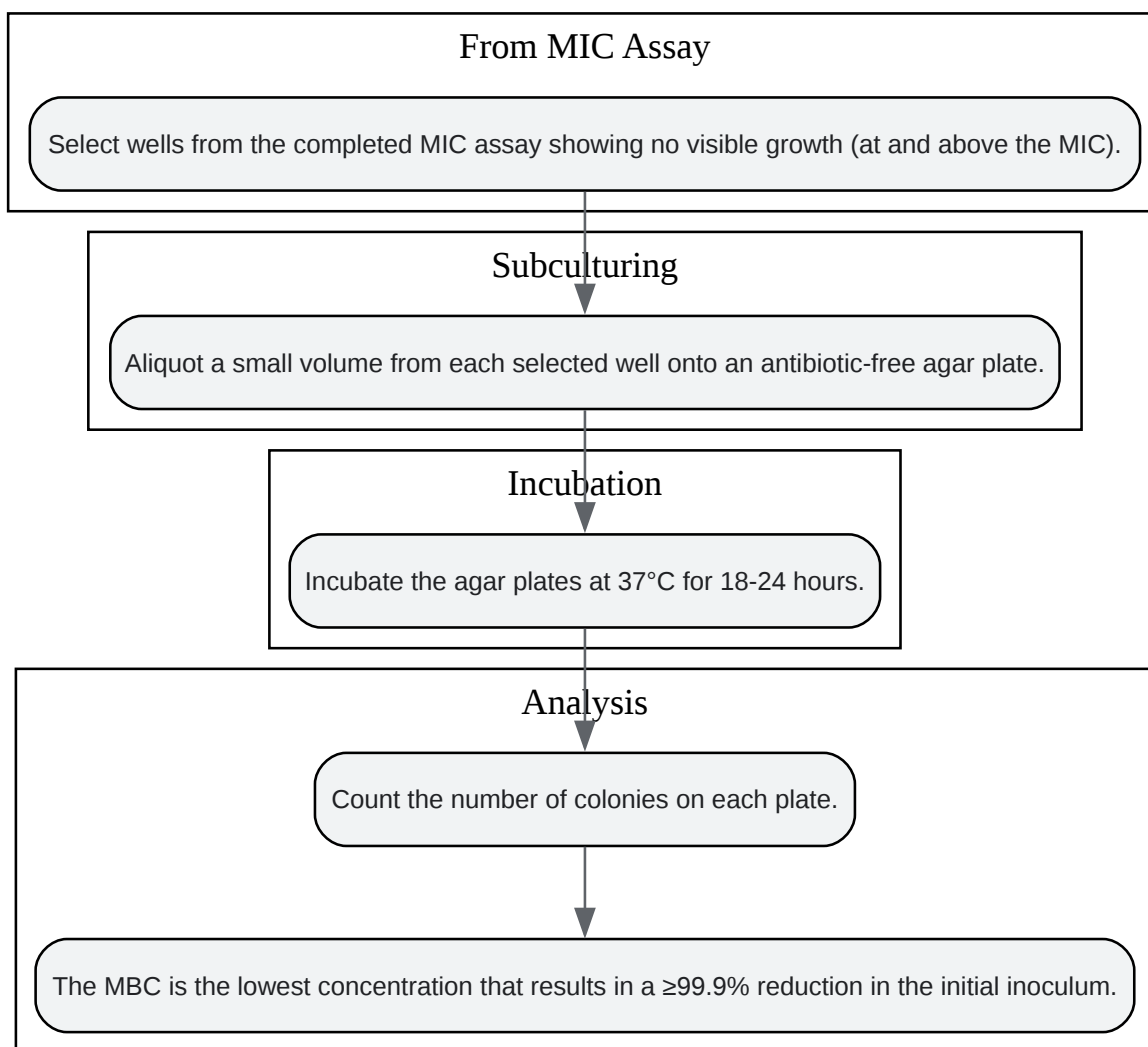 From MIC Assay
Select wells from the completed MIC assay showing no visible growth (at and above the MIC).
Subculturing
Aliquot a small volume from each selected well onto an antibiotic-free agar plate.
Incubation
Incubate the agar plates at 37°C for 18-24 hours.
Analysis
Count the number of colonies on each plate.
The MBC is the lowest concentration that results in a ≥99.9% reduction in the initial inoculum.